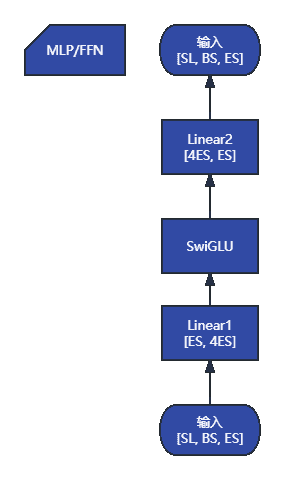 MLP/FFN
输入
[SL, BS, ES]
Linear2
[4ES, ES]
SwiGLU
Linear1
[ES, 4ES]
输入
[SL, BS, ES]